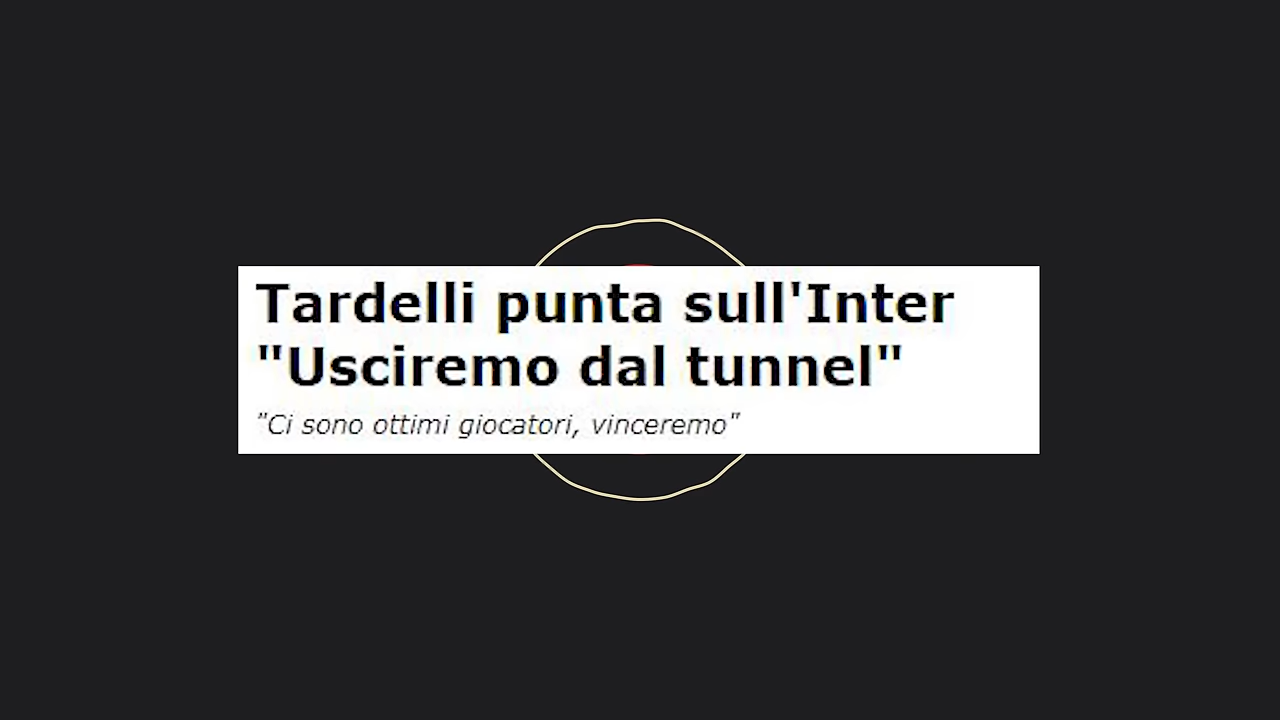 Tardelli punta sull'Inter
"Usciremo dal tunnel"
"Ci sono ottimi giocatori, vinceremo"